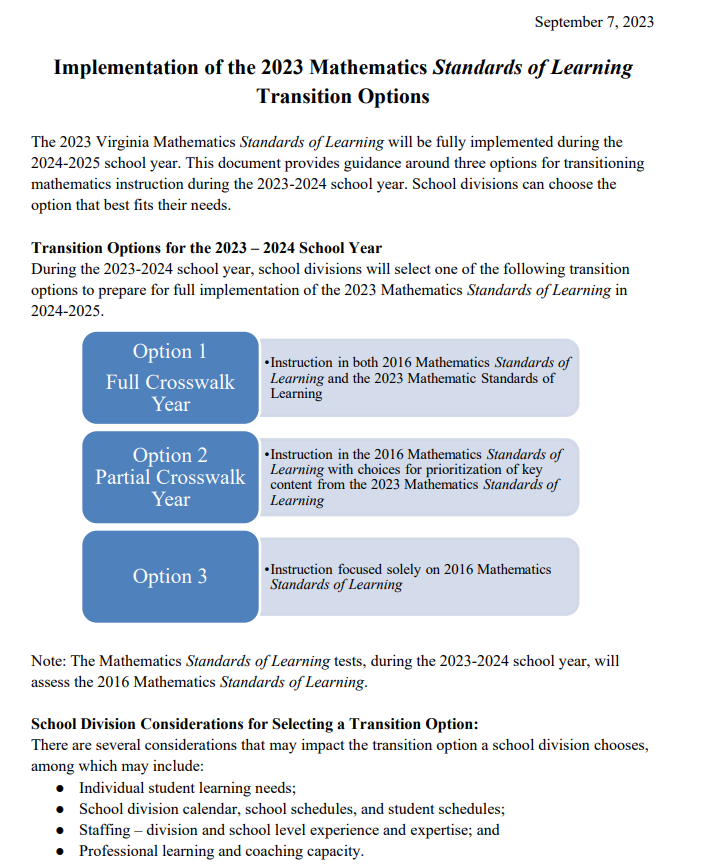 September 7, 2023
Implementation of the 2023 Mathematics Standards of Learning
Transition Options
The 2023 Virginia Mathematics Standards of Learning will be fully implemented during the
2024-2025 school year. This document provides guidance around three options for transitioning
mathematics instruction during the 2023-2024 school year. School divisions can choose the
option that best fits their needs.
Transition Options for the 2023 – 2024 School Year
During the 2023-2024 school year, school divisions will select one of the following transition
options to prepare for full implementation of the 2023 Mathematics Standards of Learning in
2024-2025.
Option 1
Full Crosswalk
Year
•Instruction in both 2016 Mathematics Standards of
Learning and the 2023 Mathematic Standards of
Learning
Option 2
Partial Crosswalk
Year
•Instruction in the 2016 Mathematics Standards of
Learning with choices for prioritization of key
content from the 2023 Mathematics Standards of
Learning
Option 3
•Instruction focused solely on 2016 Mathematics
Standards of Learning
Note: The Mathematics Standards of Learning tests, during the 2023-2024 school year, will
assess the 2016 Mathematics Standards of Learning.
School Division Considerations for Selecting a Transition Option:
There are several considerations that may impact the transition option a school division chooses,
among which may include:
● Individual student learning needs;
● School division calendar, school schedules, and student schedules;
● Staffing – division and school level experience and expertise; and
● Professional learning and coaching capacity.